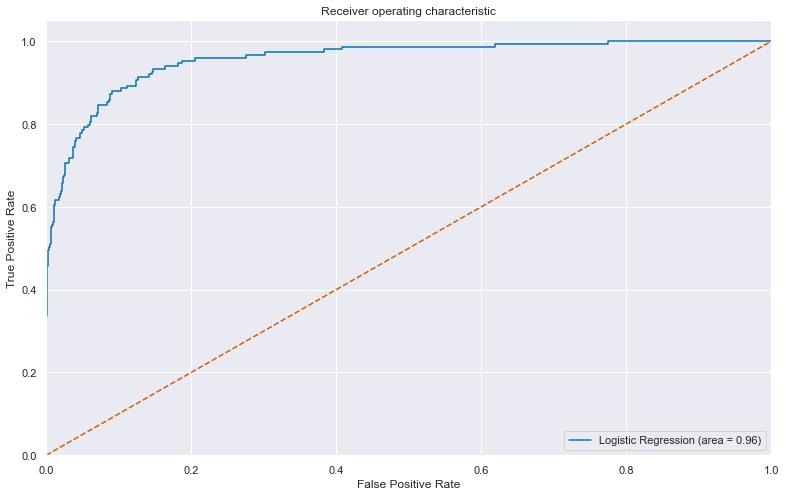 Receiver operating characteristic
True Positive Rate
1.0
0.8
0.6
0.4
0.2
0.0
Logistic Regression (area = 0.96)
0.0 0.2 0.4 0.6 0.8 1.0
False Positive Rate